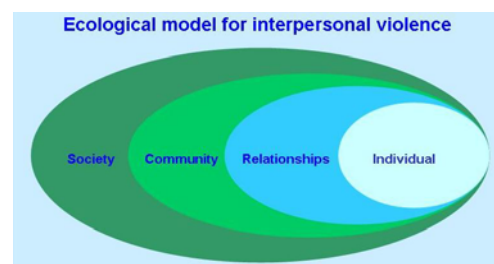 Ecological model for interpersonal violence
Society Community Relationships Individual